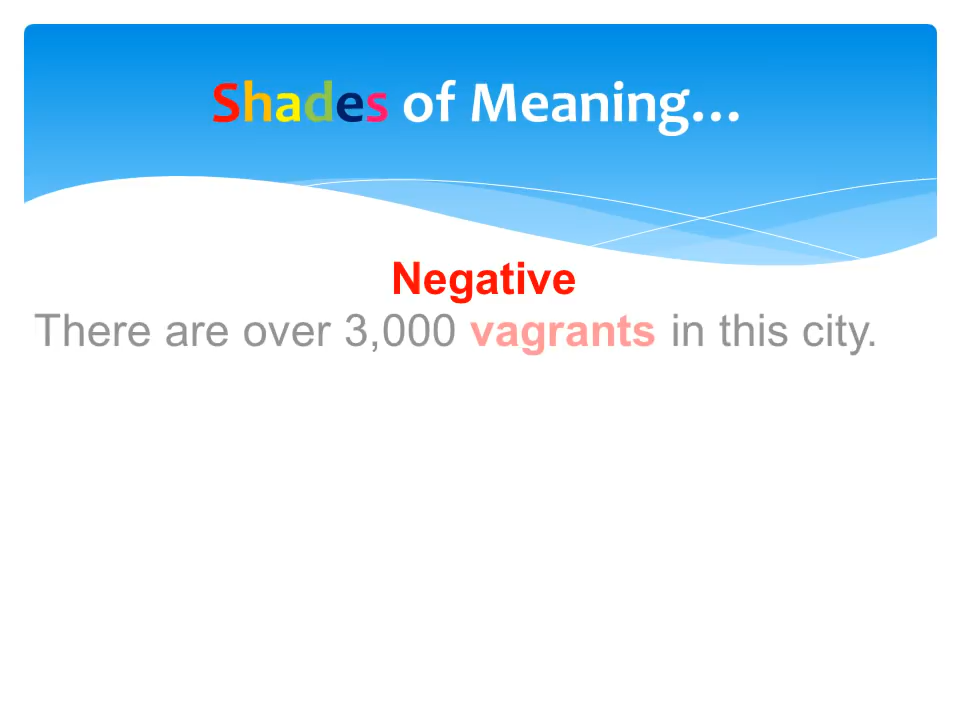 Shades of Meaning…
Negative
There are over 3,000 vagrants in this city.